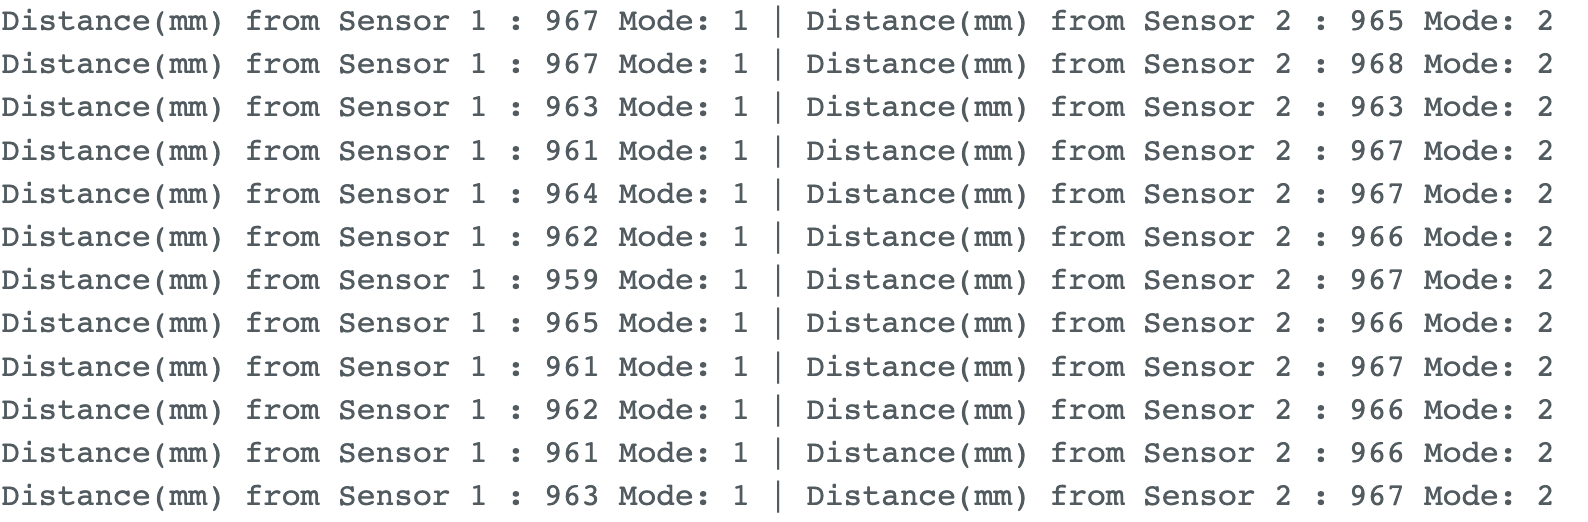 Distance(mm) from Sensor 1 : 967 Mode: 1 | Distance(mm) from Sensor 2 : 965 Mode: 2
Distance(mm) from Sensor 1 : 967 Mode: 1 | Distance(mm) from Sensor 2 : 968 Mode: 2
Distance(mm) from Sensor 1 : 963 Mode: 1 | Distance(mm) from Sensor 2 : 963 Mode: 2
Distance(mm) from Sensor 1 : 961 Mode: 1 | Distance(mm) from Sensor 2 : 967 Mode: 2
Distance(mm) from Sensor 1 : 964 Mode: 1 | Distance(mm) from Sensor 2 : 967 Mode: 2
Distance(mm) from Sensor 1 : 962 Mode: 1 | Distance(mm) from Sensor 2 : 966 Mode: 2
Distance(mm) from Sensor 1 : 959 Mode: 1 | Distance(mm) from Sensor 2 : 967 Mode: 2
Distance(mm) from Sensor 1 : 965 Mode: 1 | Distance(mm) from Sensor 2 : 966 Mode: 2
Distance(mm) from Sensor 1 : 961 Mode: 1 | Distance(mm) from Sensor 2 : 967 Mode: 2
Distance(mm) from Sensor 1 : 962 Mode: 1 | Distance(mm) from Sensor 2 : 966 Mode: 2
Distance(mm) from Sensor 1 : 961 Mode: 1 | Distance(mm) from Sensor 2 : 966 Mode: 2
Distance(mm) from Sensor 1 : 963 Mode: 1 | Distance(mm) from Sensor 2 : 967 Mode: 2